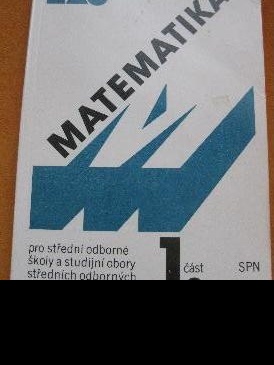 MATEMATIKA
pro střední odborné
školy a studijní obory
středních odborných
1. část SPN